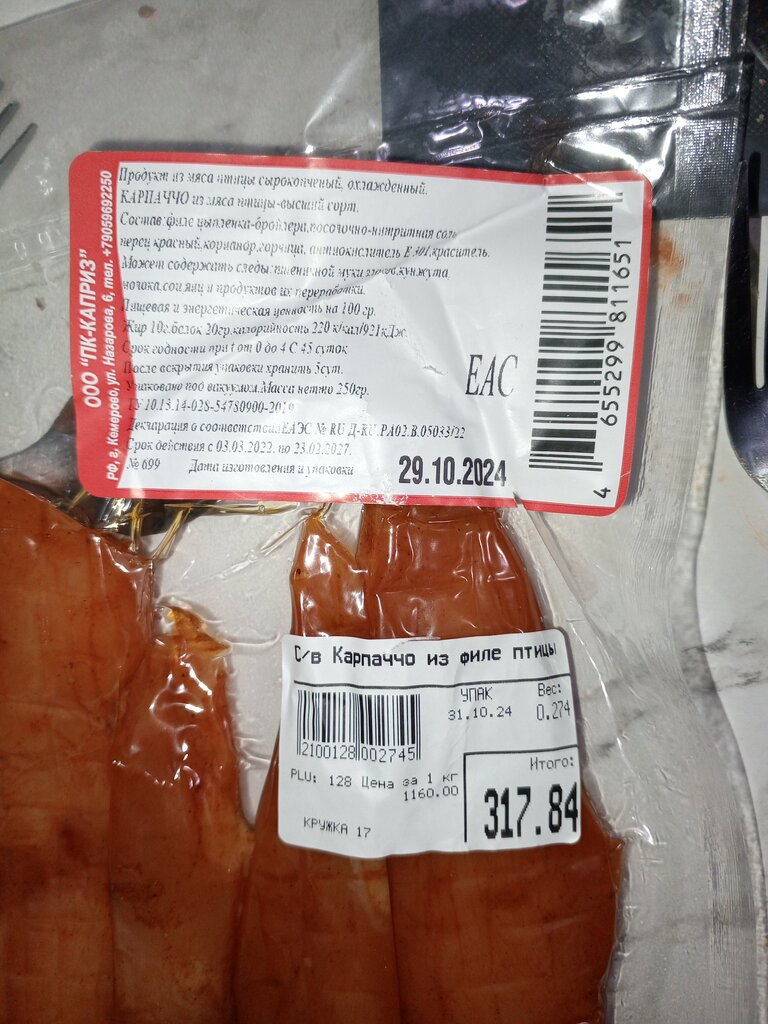 ООО "ПК-КАПРИЗ"
РФ, г. Кемерово, ул. Назарова, 6, тел. +79059692250
Продукт из мяса птицы сырокопченый, охлажденный.
КАРПАЧЧО из мяса птицы-высший сорт.
Состав:филе цыпленка-бройлера,посолочно-нитритная соль
перец красный,корианор,горчица, антиокислитель Е 301,краситель.
Может содержать следы:пшеничной муки кунжута
молока,сои,яиц и продуктов их переработки.
Пищевая и энергетическая ценность на 100 гр.
Жир 10г.белок 20гр.калорийность 220 к/кал/921кДж.
Срок годности при t от 0 до 4 С 45 суток
После вскрытия упаковки хранить 5сут.
Упаковано под вакуумом.Масса нетто 250гр.
ТУ 10.13.14-028-54780900-2019
Декларация о соответствии ЕАЭС № RU Д-RU.РА02.В.05033/22
Срок действия с 03.03.2022. по 23.02.2027.
№ 699 Дата изготовления и упаковки 29.10.2024
ЕАС
4 655299 811651
С/в Карпаччо из филе птицы
2100128 002745
УПАК
31.10.24
Вес:
0.274
PLU: 128 Цена за 1 кг
1160.00
Итого:
317.84
КРУЖКА 17